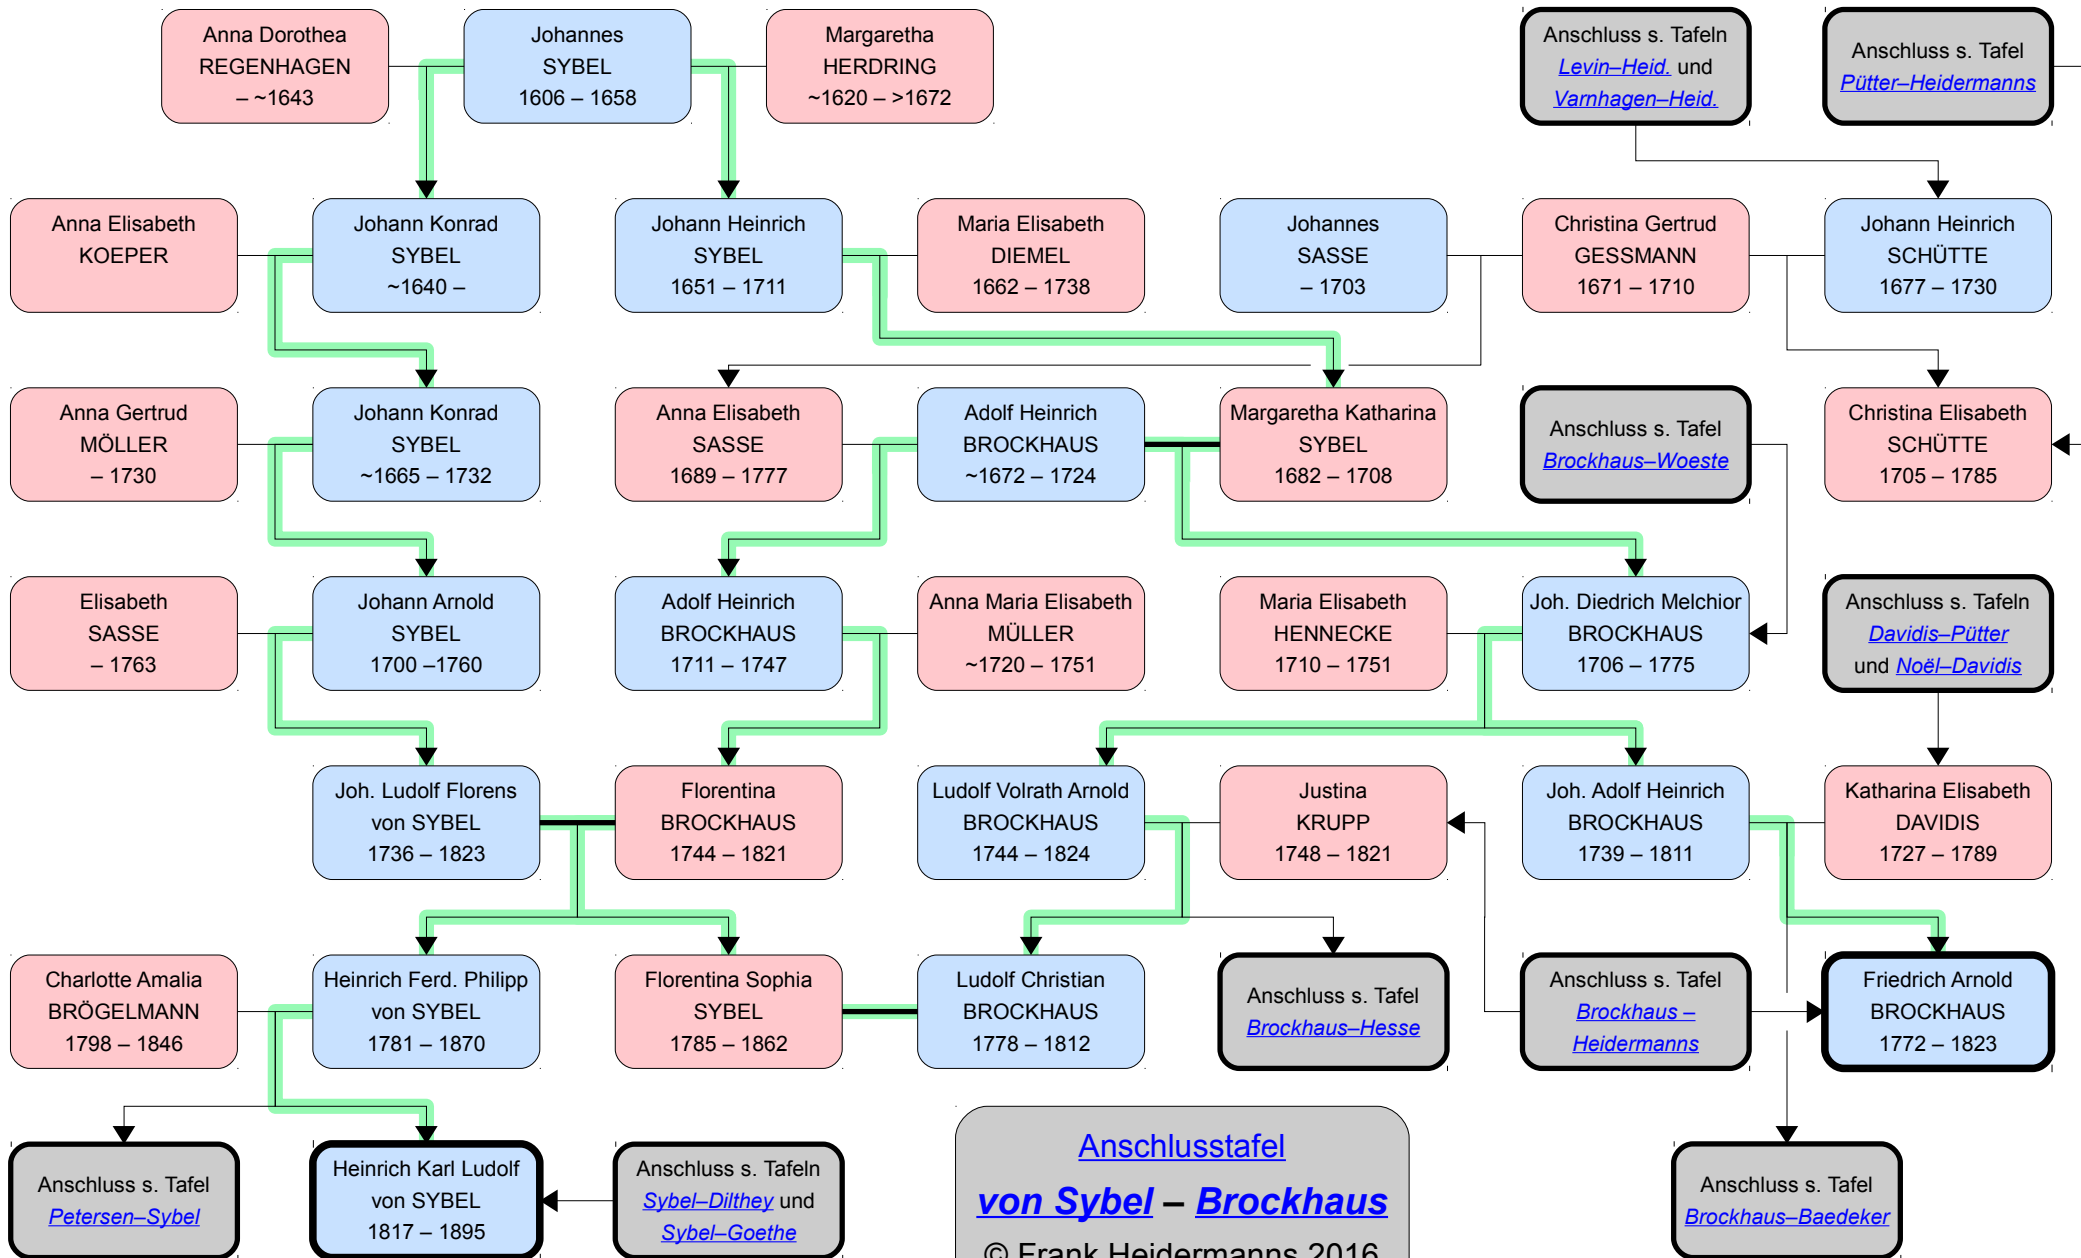 Anna Dorothea
REGENHAGEN
– ~1643
Johannes
SYBEL
1606 – 1658
Margaretha
HERDRING
~1620 – >1672
Anschluss s. Tafeln
Levin–Heid. und
Varnhagen–Heid.
Anschluss s. Tafel
Pütter–Heidermanns
Anna Elisabeth
KOEPER
Johann Konrad
SYBEL
~1640 –
Johann Heinrich
SYBEL
1651 – 1711
Maria Elisabeth
DIEMEL
1662 – 1738
Johannes
SASSE
– 1703
Christina Gertrud
GESSMANN
1671 – 1710
Johann Heinrich
SCHÜTTE
1677 – 1730
Anna Gertrud
MÖLLER
– 1730
Johann Konrad
SYBEL
~1665 – 1732
Anna Elisabeth
SASSE
1689 – 1777
Adolf Heinrich
BROCKHAUS
~1672 – 1724
Margaretha Katharina
SYBEL
1682 – 1708
Anschluss s. Tafel
Brockhaus–Woeste
Christina Elisabeth
SCHÜTTE
1705 – 1785
Elisabeth
SASSE
– 1763
Johann Arnold
SYBEL
1700 –1760
Adolf Heinrich
BROCKHAUS
1711 – 1747
Anna Maria Elisabeth
MÜLLER
~1720 – 1751
Maria Elisabeth
HENNECKE
1710 – 1751
Joh. Diedrich Melchior
BROCKHAUS
1706 – 1775
Anschluss s. Tafeln
Davidis–Pütter
und Noël–Davidis
Joh. Ludolf Florens
von SYBEL
1736 – 1823
Florentina
BROCKHAUS
1744 – 1821
Ludolf Volrath Arnold
BROCKHAUS
1744 – 1824
Justina
KRUPP
1748 – 1821
Joh. Adolf Heinrich
BROCKHAUS
1739 – 1811
Katharina Elisabeth
DAVIDIS
1727 – 1789
Charlotte Amalia
BRÖGELMANN
1798 – 1846
Heinrich Ferd. Philipp
von SYBEL
1781 – 1870
Florentina Sophia
SYBEL
1785 – 1862
Ludolf Christian
BROCKHAUS
1778 – 1812
Anschluss s. Tafel
Brockhaus–Hesse
Anschluss s. Tafel
Brockhaus –
Heidermanns
Friedrich Arnold
BROCKHAUS
1772 – 1823
Anschluss s. Tafel
Petersen–Sybel
Heinrich Karl Ludolf
von SYBEL
1817 – 1895
Anschluss s. Tafeln
Sybel–Dilthey und
Sybel–Goethe
Anschlusstafel
von Sybel – Brockhaus
© Frank Heidermanns 2016
Anschluss s. Tafel
Brockhaus–Baedeker